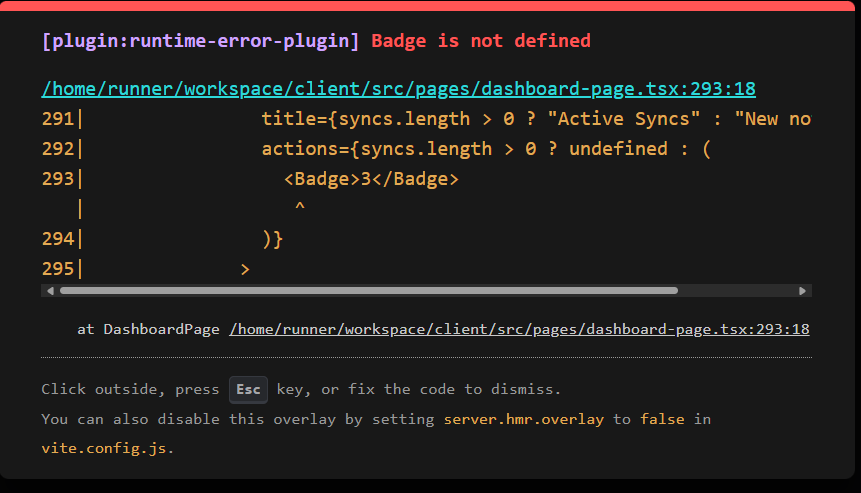 [plugin:runtime-error-plugin] Badge is not defined
/home/runner/workspace/client/src/pages/dashboard-page.tsx:293:18
291|                title={syncs.length > 0 ? "Active Syncs" : "New no
292|                actions={syncs.length > 0 ? undefined : (
293|                  <Badge>3</Badge>
   |                   ^
294|                )}
295|              >
at DashboardPage /home/runner/workspace/client/src/pages/dashboard-page.tsx:293:18
Click outside, press Esc key, or fix the code to dismiss.
You can also disable this overlay by setting server.hmr.overlay to false in
vite.config.js.